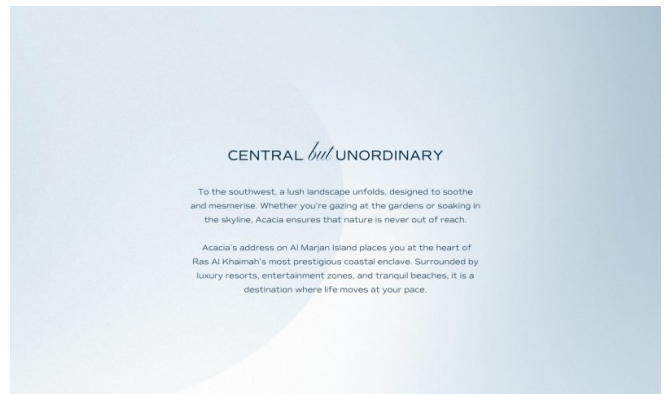 CENTRAL but UNORDINARY
To the southwest, a lush landscape unfolds, designed to soothe
and mesmerise. Whether you're gazing at the gardens or soaking in
the skyline, Acacia ensures that nature is never out of reach.
Acacia's address on Al Marjan Island places you at the heart of
Ras Al Khaimah's most prestigious coastal enclave. Surrounded by
luxury resorts, entertainment zones, and tranquil beaches, it is a
destination where life moves at your pace.